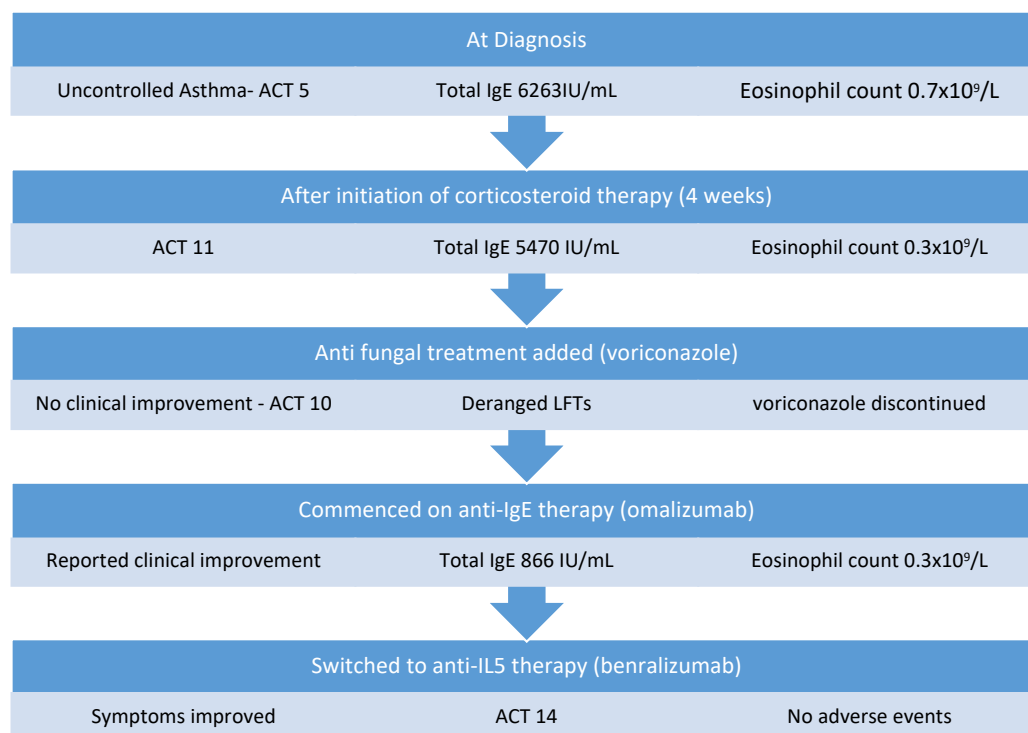 At Diagnosis
Uncontrolled Asthma- ACT 5 Total IgE 6263IU/mL Eosinophil count 0.7x10⁹/L
After initiation of corticosteroid therapy (4 weeks)
ACT 11 Total IgE 5470 IU/mL Eosinophil count 0.3x10⁹/L
Anti fungal treatment added (voriconazole)
No clinical improvement - ACT 10 Deranged LFTs voriconazole discontinued
Commenced on anti-IgE therapy (omalizumab)
Reported clinical improvement Total IgE 866 IU/mL Eosinophil count 0.3x10⁹/L
Switched to anti-IL5 therapy (benralizumab)
Symptoms improved ACT 14 No adverse events